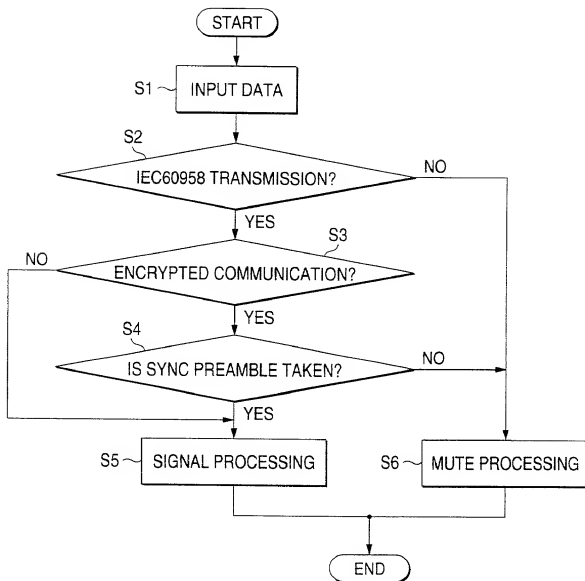 START
S1
INPUT DATA
S2
IEC60958 TRANSMISSION?
NO
YES
S3
NO
ENCRYPTED COMMUNICATION?
YES
S4
IS SYNC PREAMBLE TAKEN?
NO
YES
S5
SIGNAL PROCESSING
S6
MUTE PROCESSING
END